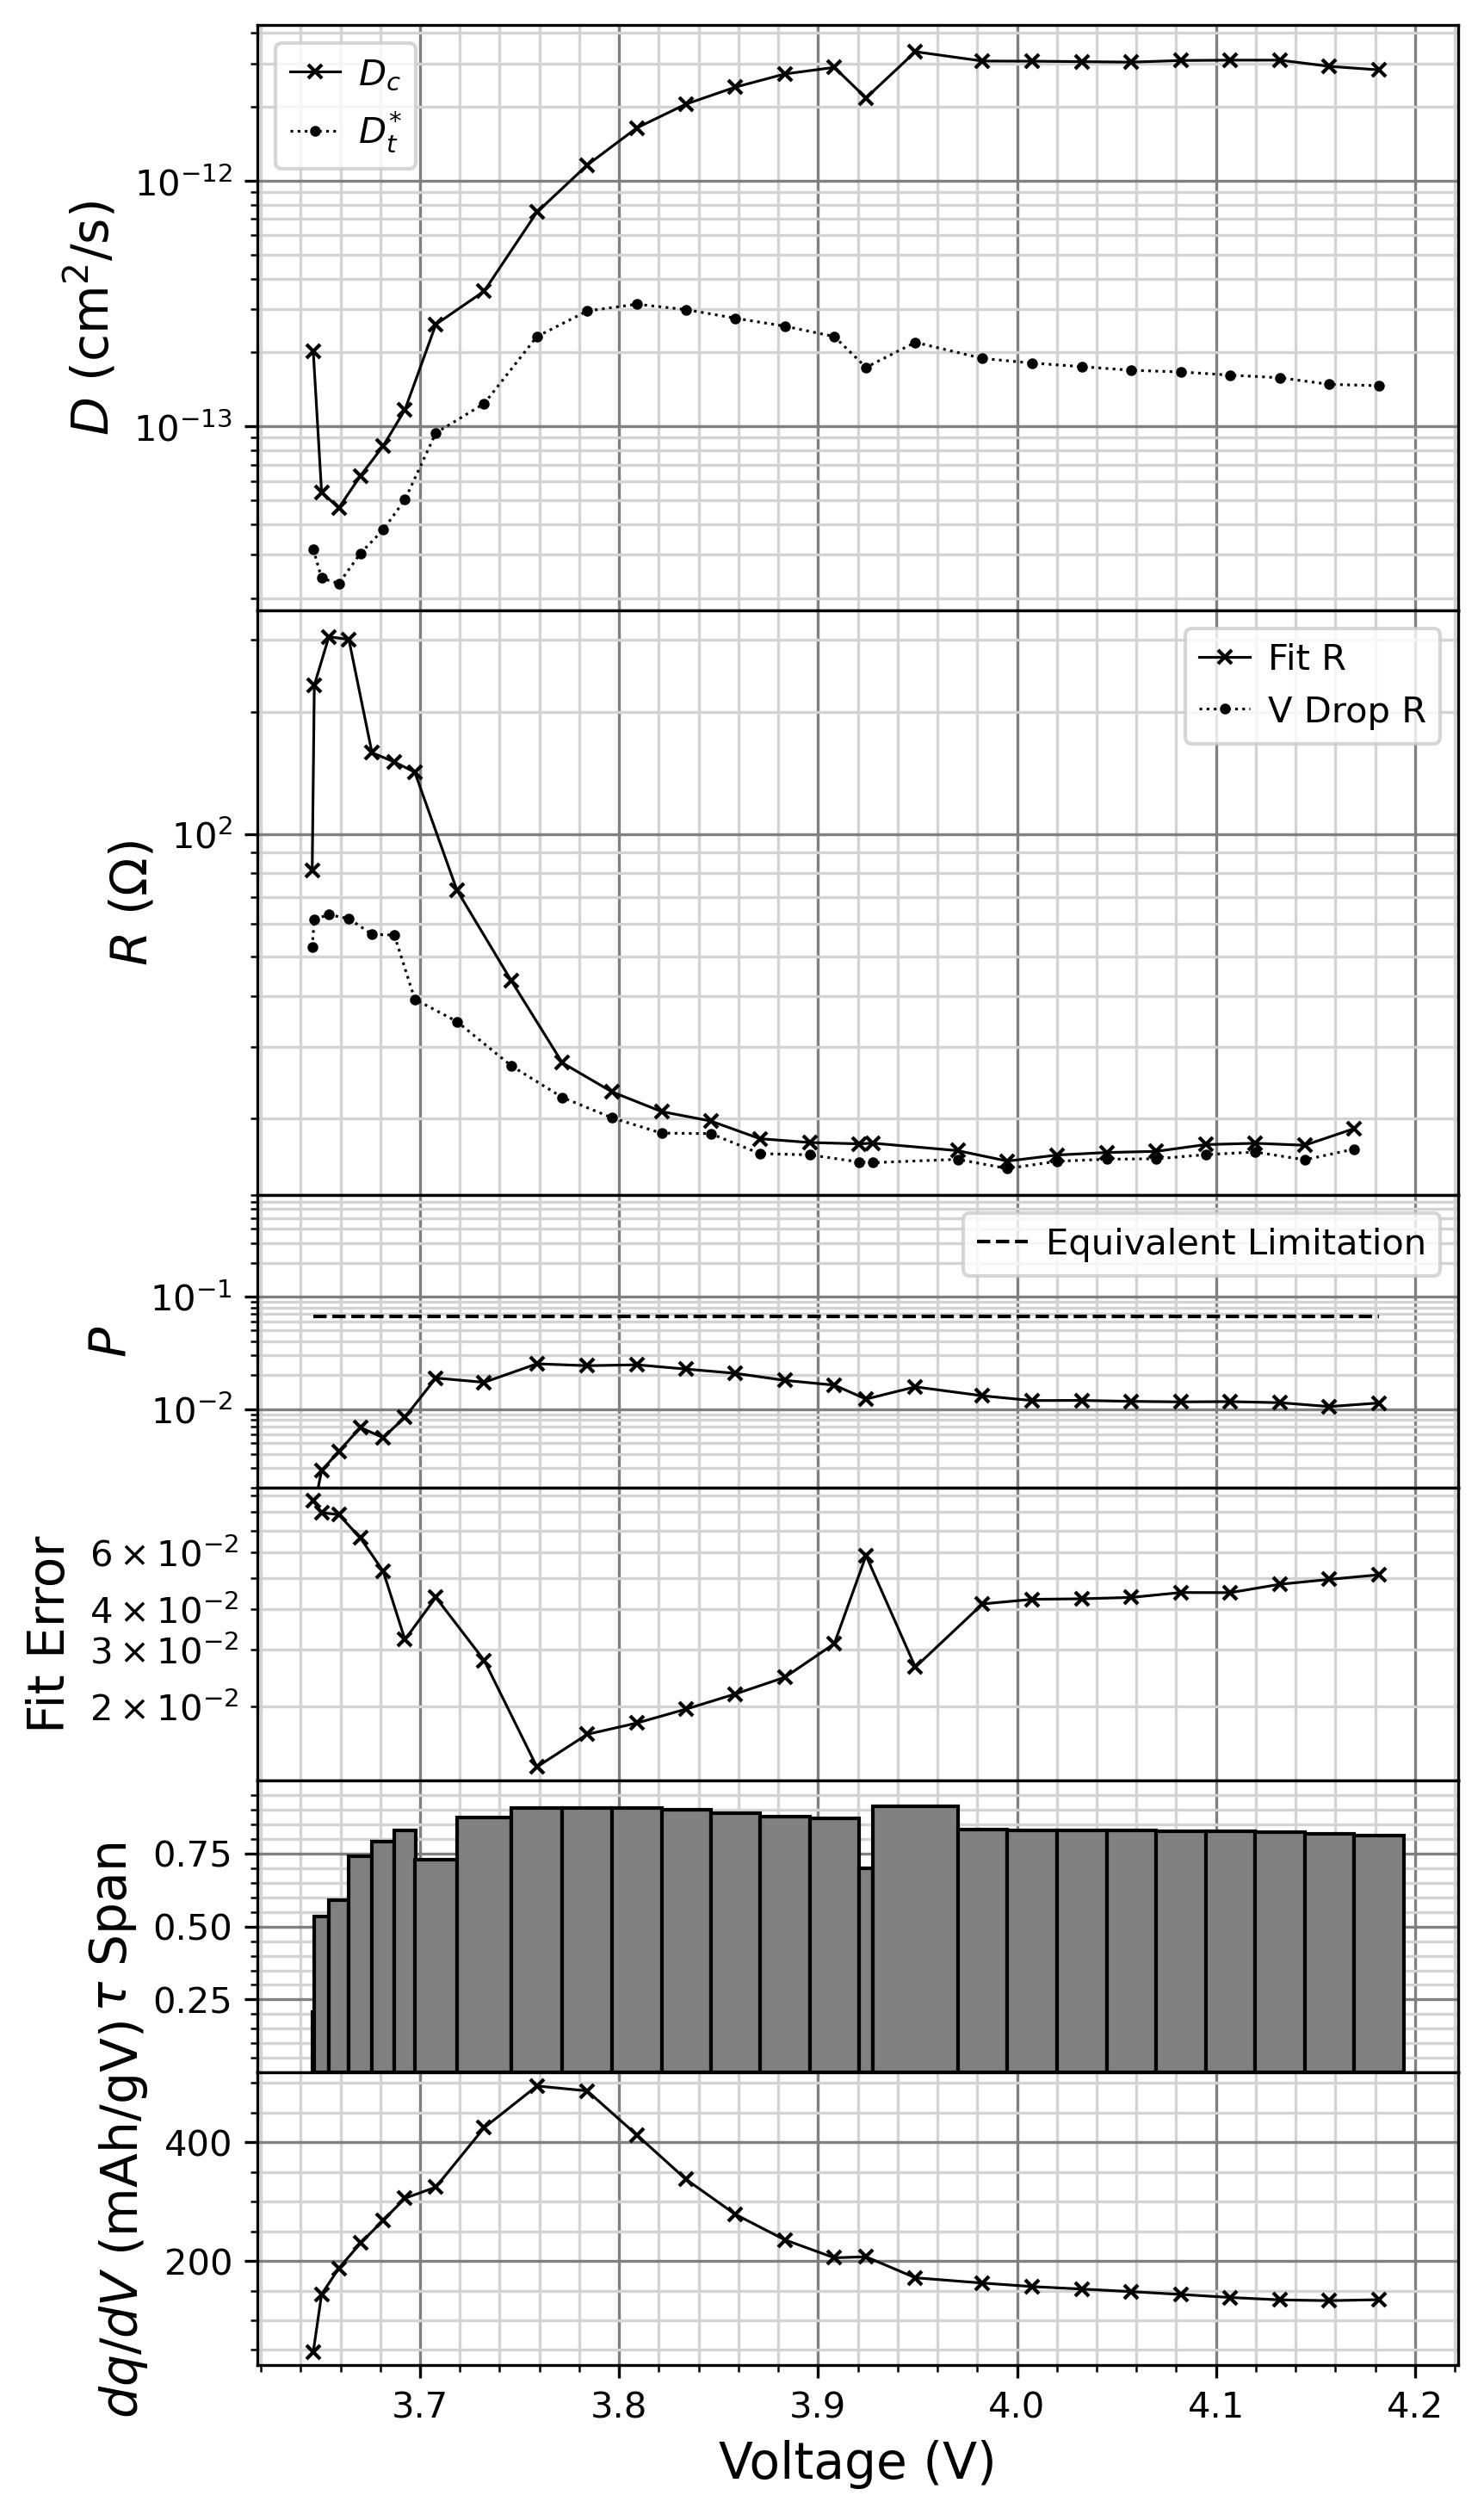 D_c
D_t^*
10^−12
10^−13
D (cm^2/s)
Fit R
V Drop R
10^2
R (Ω)
Equivalent Limitation
10^−1
10^−2
P
6 × 10^−2
4 × 10^−2
3 × 10^−2
2 × 10^−2
Fit Error
0.75
0.50
0.25
τ Span
400
200
dq/dV (mAh/gV)
3.7 3.8 3.9 4.0 4.1 4.2
Voltage (V)